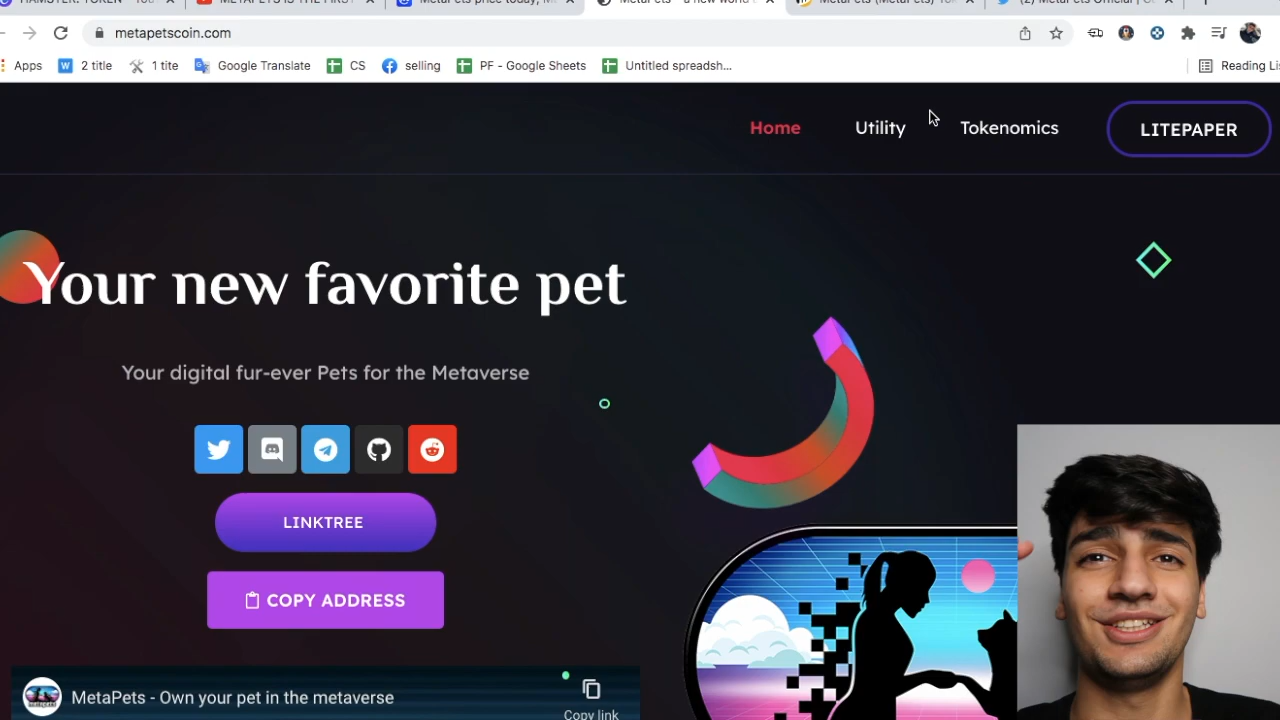 HAMSTER: TOKEN - You
METAPETS IS THE FIRST
MetaPets price today, M
MetaPets - a new world o
MetaPets (MetaPets) Tok
(2) MetaPets Official | C
metapetscoin.com
Apps
2 title
1 tite
Google Translate
CS
selling
PF - Google Sheets
Untitled spreadsh...
Reading Lis
Home
Utility
Tokenomics
LITEPAPER
Your new favorite pet
Your digital fur-ever Pets for the Metaverse
LINKTREE
COPY ADDRESS
MetaPets - Own your pet in the metaverse
Copy link